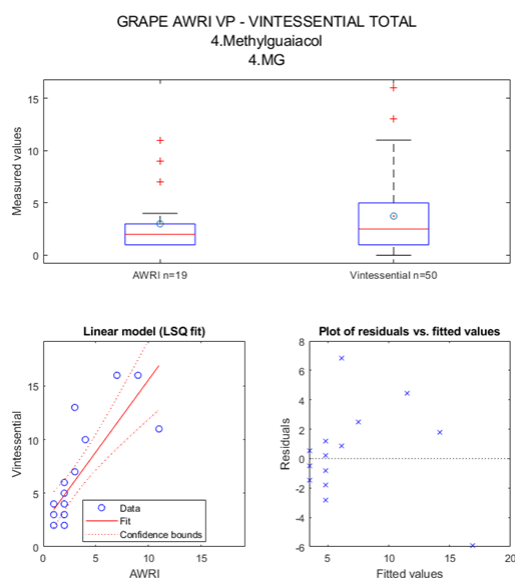 GRAPE AWRI VP - VINTESSENTIAL TOTAL
4.Methylguaiacol
4.MG
15
10
5
0
Measured values
AWRI n=19
Vintessential n=50
Linear model (LSQ fit)
15
10
5
0
Vintessential
Data
Fit
Confidence bounds
0
5
10
15
AWRI
Plot of residuals vs. fitted values
8
6
4
2
0
-2
-4
-6
Residuals
5
10
15
Fitted values